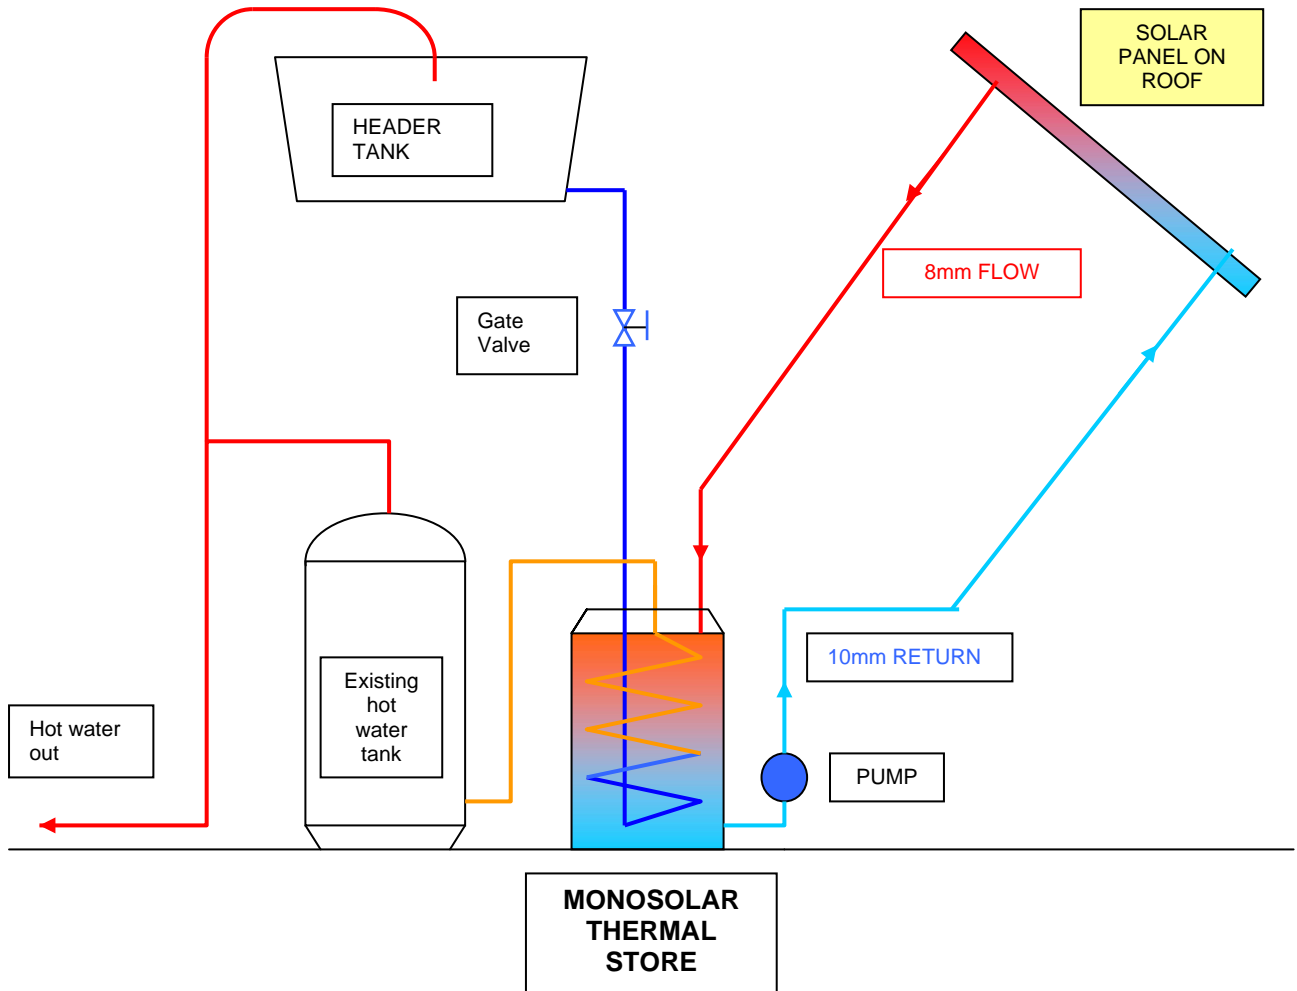 SOLAR
PANEL ON
ROOF
HEADER
TANK
8mm FLOW
Gate
Valve
10mm RETURN
Existing
hot
water
tank
Hot water
out
PUMP
MONOSOLAR
THERMAL
STORE